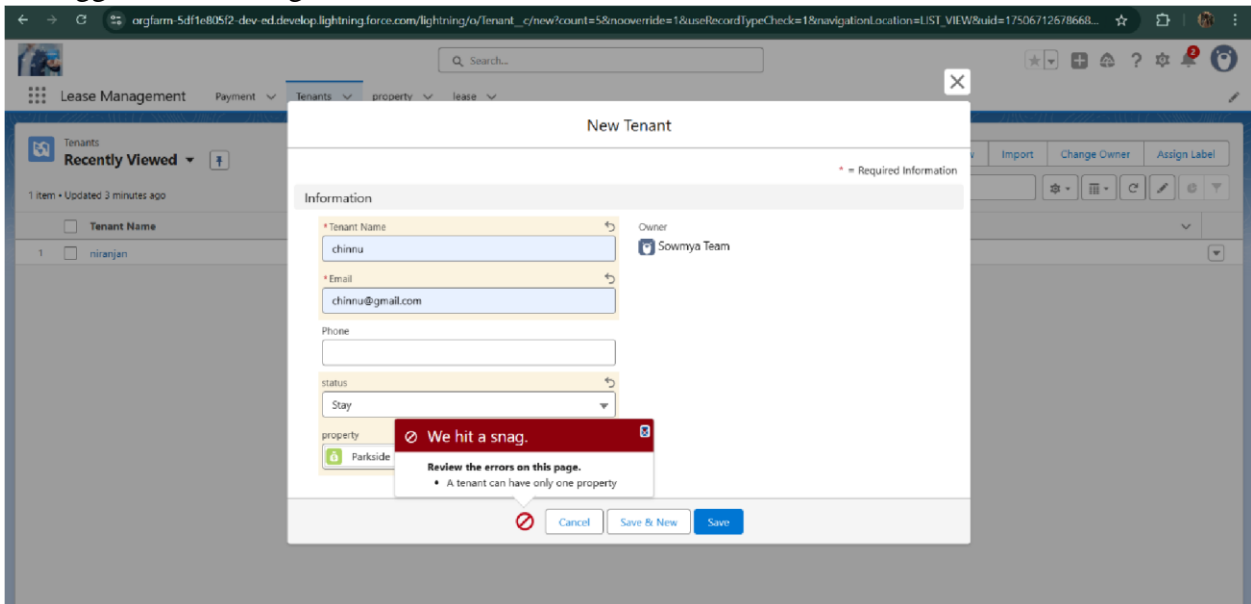 orgfarm-5df1e805f2-dev-ed.develop.lightning.force.com/lightning/o/Tenant__c/new?count=5&nooverride=1&useRecordTypeCheck=1&navigationLocation=LIST_VIEW&uid=17506712678668...
Search...
2
Lease Management Payment Tenants property lease
New Tenant
Tenants
Recently Viewed
Import Change Owner Assign Label
* = Required Information
1 item • Updated 3 minutes ago
Information
Tenant Name
* Tenant Name
Owner
chinnu
Sowmya Team
1 niranjan
* Email
chinnu@gmail.com
Phone
status
Stay
property
Parkside
We hit a snag.
Review the errors on this page.
• A tenant can have only one property
Cancel Save & New Save